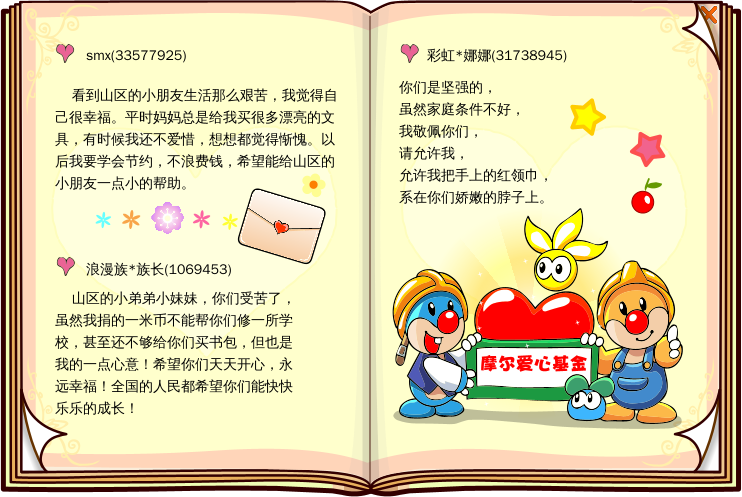 smx(33577925)
看到山区的小朋友生活那么艰苦，我觉得自
己很幸福。平时妈妈总是给我买很多漂亮的文
具，有时候我还不爱惜，想想都觉得惭愧。以
后我要学会节约，不浪费钱，希望能给山区的
小朋友一点小的帮助。
浪漫族*族长(1069453)
山区的小弟弟小妹妹，你们受苦了，
虽然我捐的一米币不能帮你们修一所学
校，甚至还不够给你们买书包，但也是
我的一点心意！希望你们天天开心，永
远幸福！全国的人民都希望你们能快快
乐乐的成长！
彩虹*娜娜(31738945)
你们是坚强的，
虽然家庭条件不好，
我敬佩你们，
请允许我，
允许我把手上的红领巾，
系在你们娇嫩的脖子上。
摩尔爱心基金